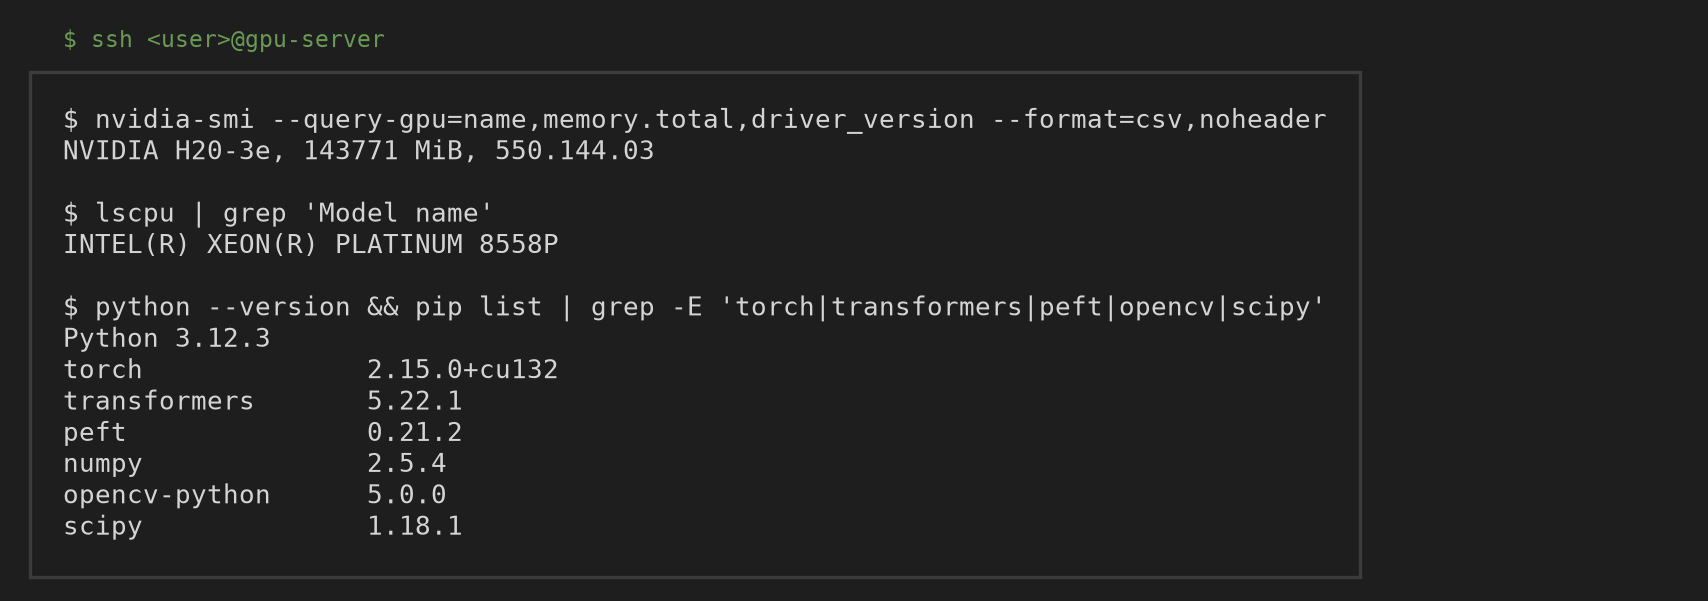 $ ssh <user>@gpu-server
$ nvidia-smi --query-gpu=name,memory.total,driver_version --format=csv,noheader
NVIDIA H20-3e, 143771 MiB, 550.144.03
$ lscpu | grep 'Model name'
INTEL(R) XEON(R) PLATINUM 8558P
$ python --version && pip list | grep -E 'torch|transformers|peft|opencv|scipy'
Python 3.12.3
torch              2.15.0+cu132
transformers       5.22.1
peft               0.21.2
numpy              2.5.4
opencv-python      5.0.0
scipy              1.18.1